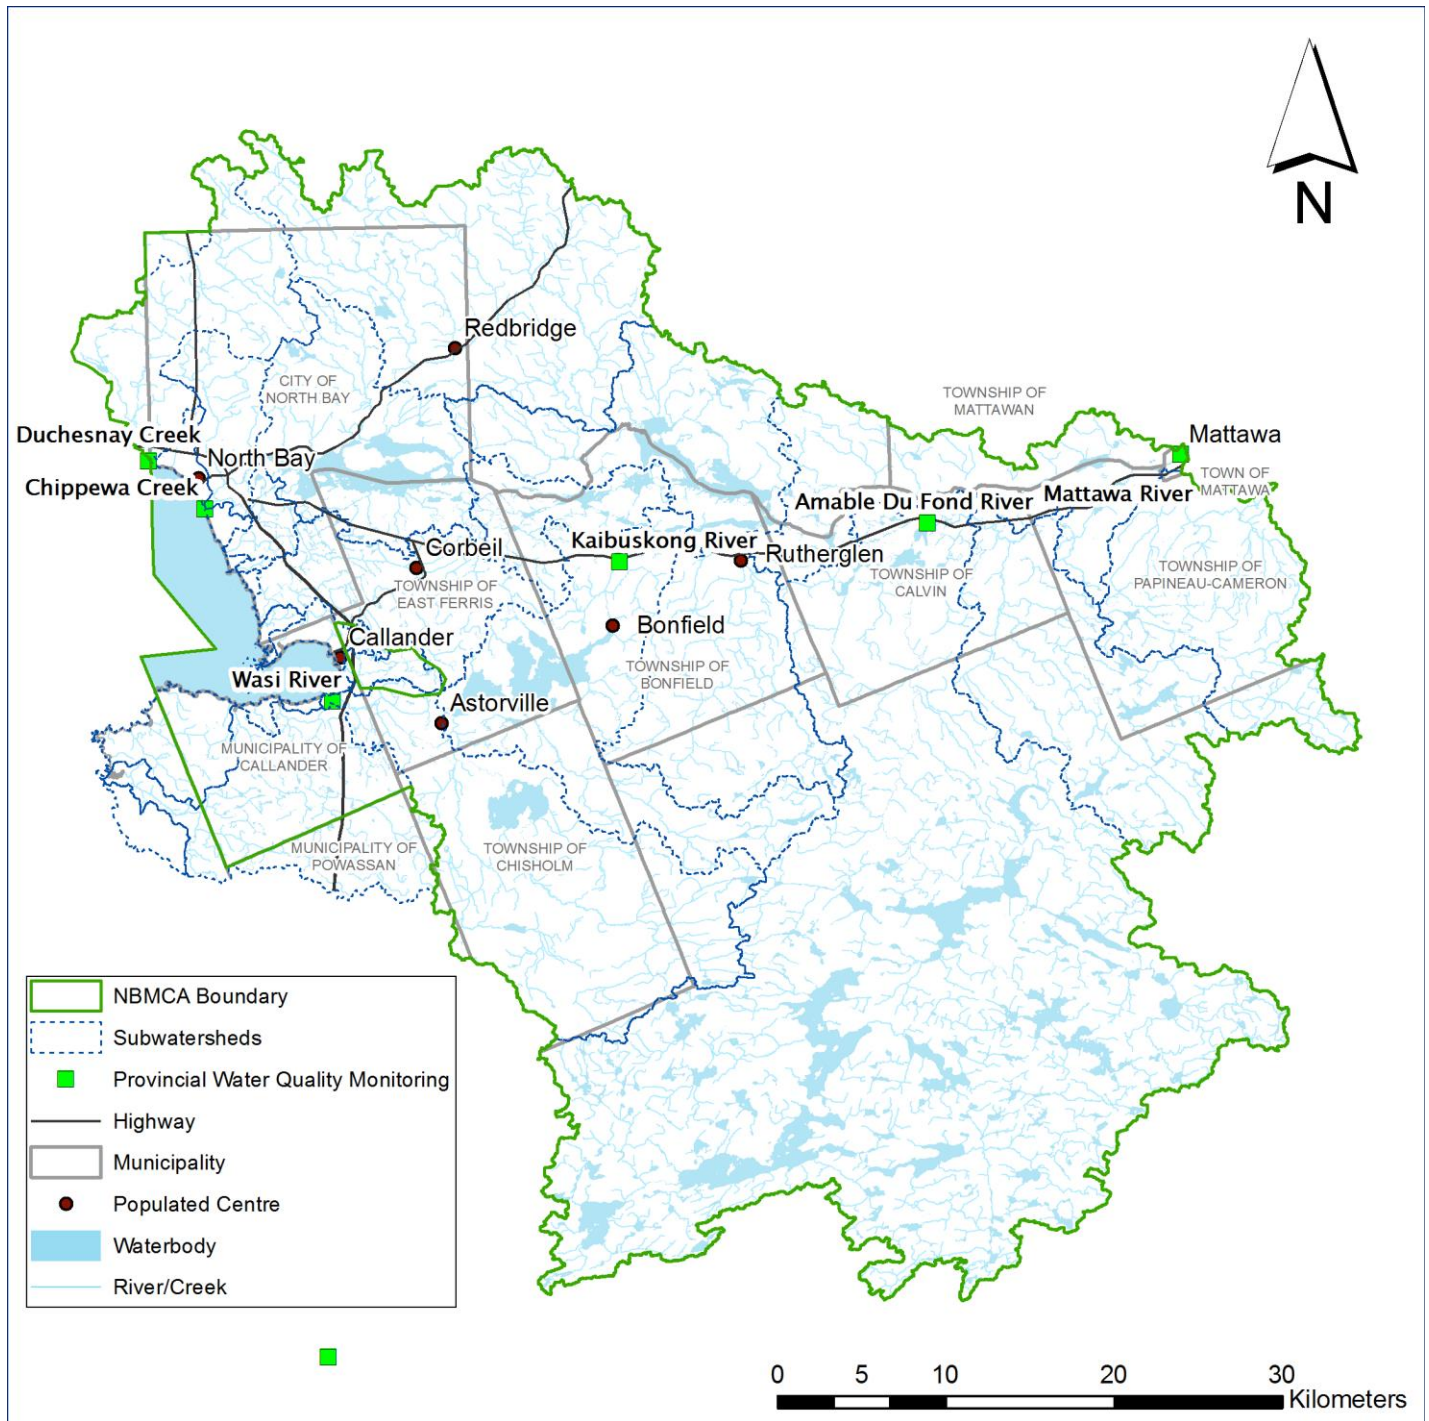 N
Redbridge
CITY OF
NORTH BAY
TOWNSHIP OF
MATTAWAN
Duchesnay Creek
Mattawa
North Bay
TOWN OF
MATTAWA
Chippewa Creek
Amable Du Fond River
Mattawa River
Kaibuskong River
Corbeil
Rutherglen
TOWNSHIP OF
EAST FERRIS
TOWNSHIP OF
CALVIN
TOWNSHIP OF
PAPINEAU-CAMERON
Callander
Bonfield
Wasi River
TOWNSHIP OF
BONFIELD
Astorville
MUNICIPALITY OF
CALLANDER
MUNICIPALITY OF
POWASSAN
TOWNSHIP OF
CHISHOLM
NBMCA Boundary
Subwatersheds
Provincial Water Quality Monitoring
Highway
Municipality
Populated Centre
Waterbody
River/Creek
0 5 10 20 30
Kilometers